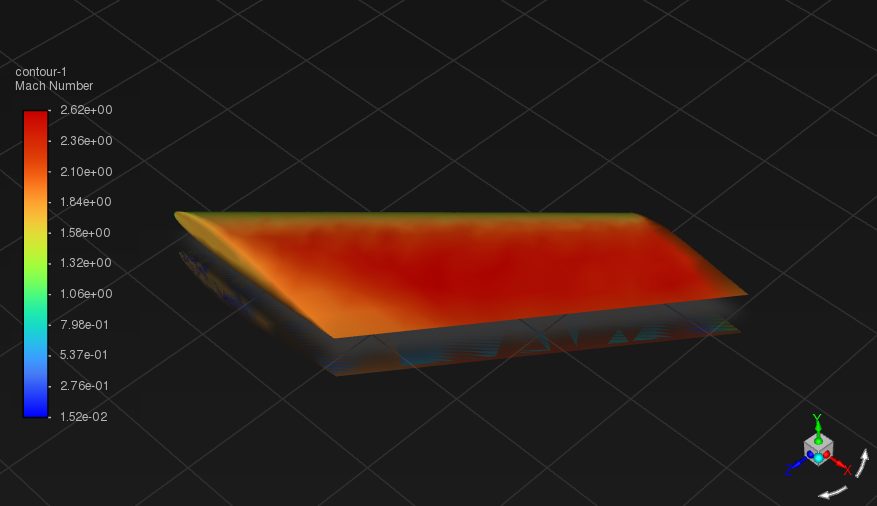 contour-1
Mach Number
2.62e+00
2.36e+00
2.10e+00
1.84e+00
1.58e+00
1.32e+00
1.06e+00
7.98e-01
5.37e-01
2.76e-01
1.52e-02
Y
Z
X